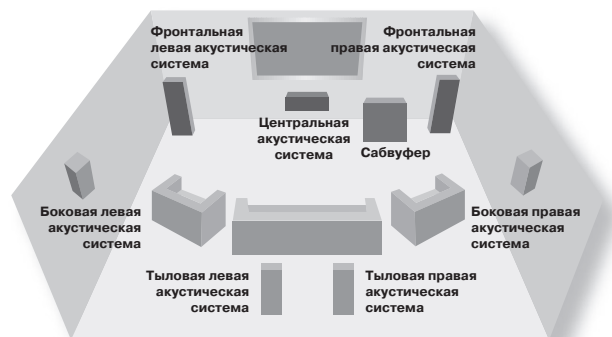 Фронтальная
левая акустическая
система
Фронтальная
правая акустическая
система
Центральная
акустическая
система
Сабвуфер
Боковая левая
акустическая
система
Боковая правая
акустическая
система
Тыловая левая
акустическая
система
Тыловая правая
акустическая
система